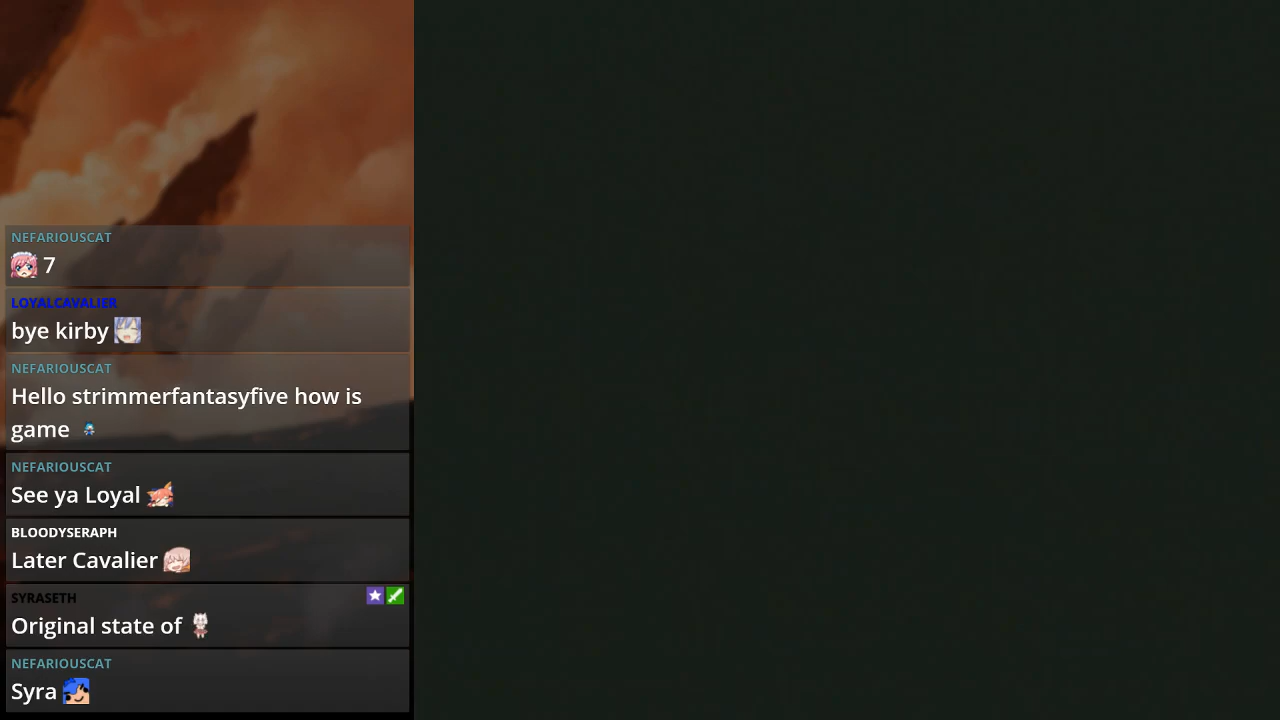 NEFARIOUSCAT
7
LOYALCAVALIER
bye kirby
NEFARIOUSCAT
Hello strimmerfantasyfive how is
game
NEFARIOUSCAT
See ya Loyal
BLOODYSERAPH
Later Cavalier
SYRASETH
Original state of
NEFARIOUSCAT
Syra